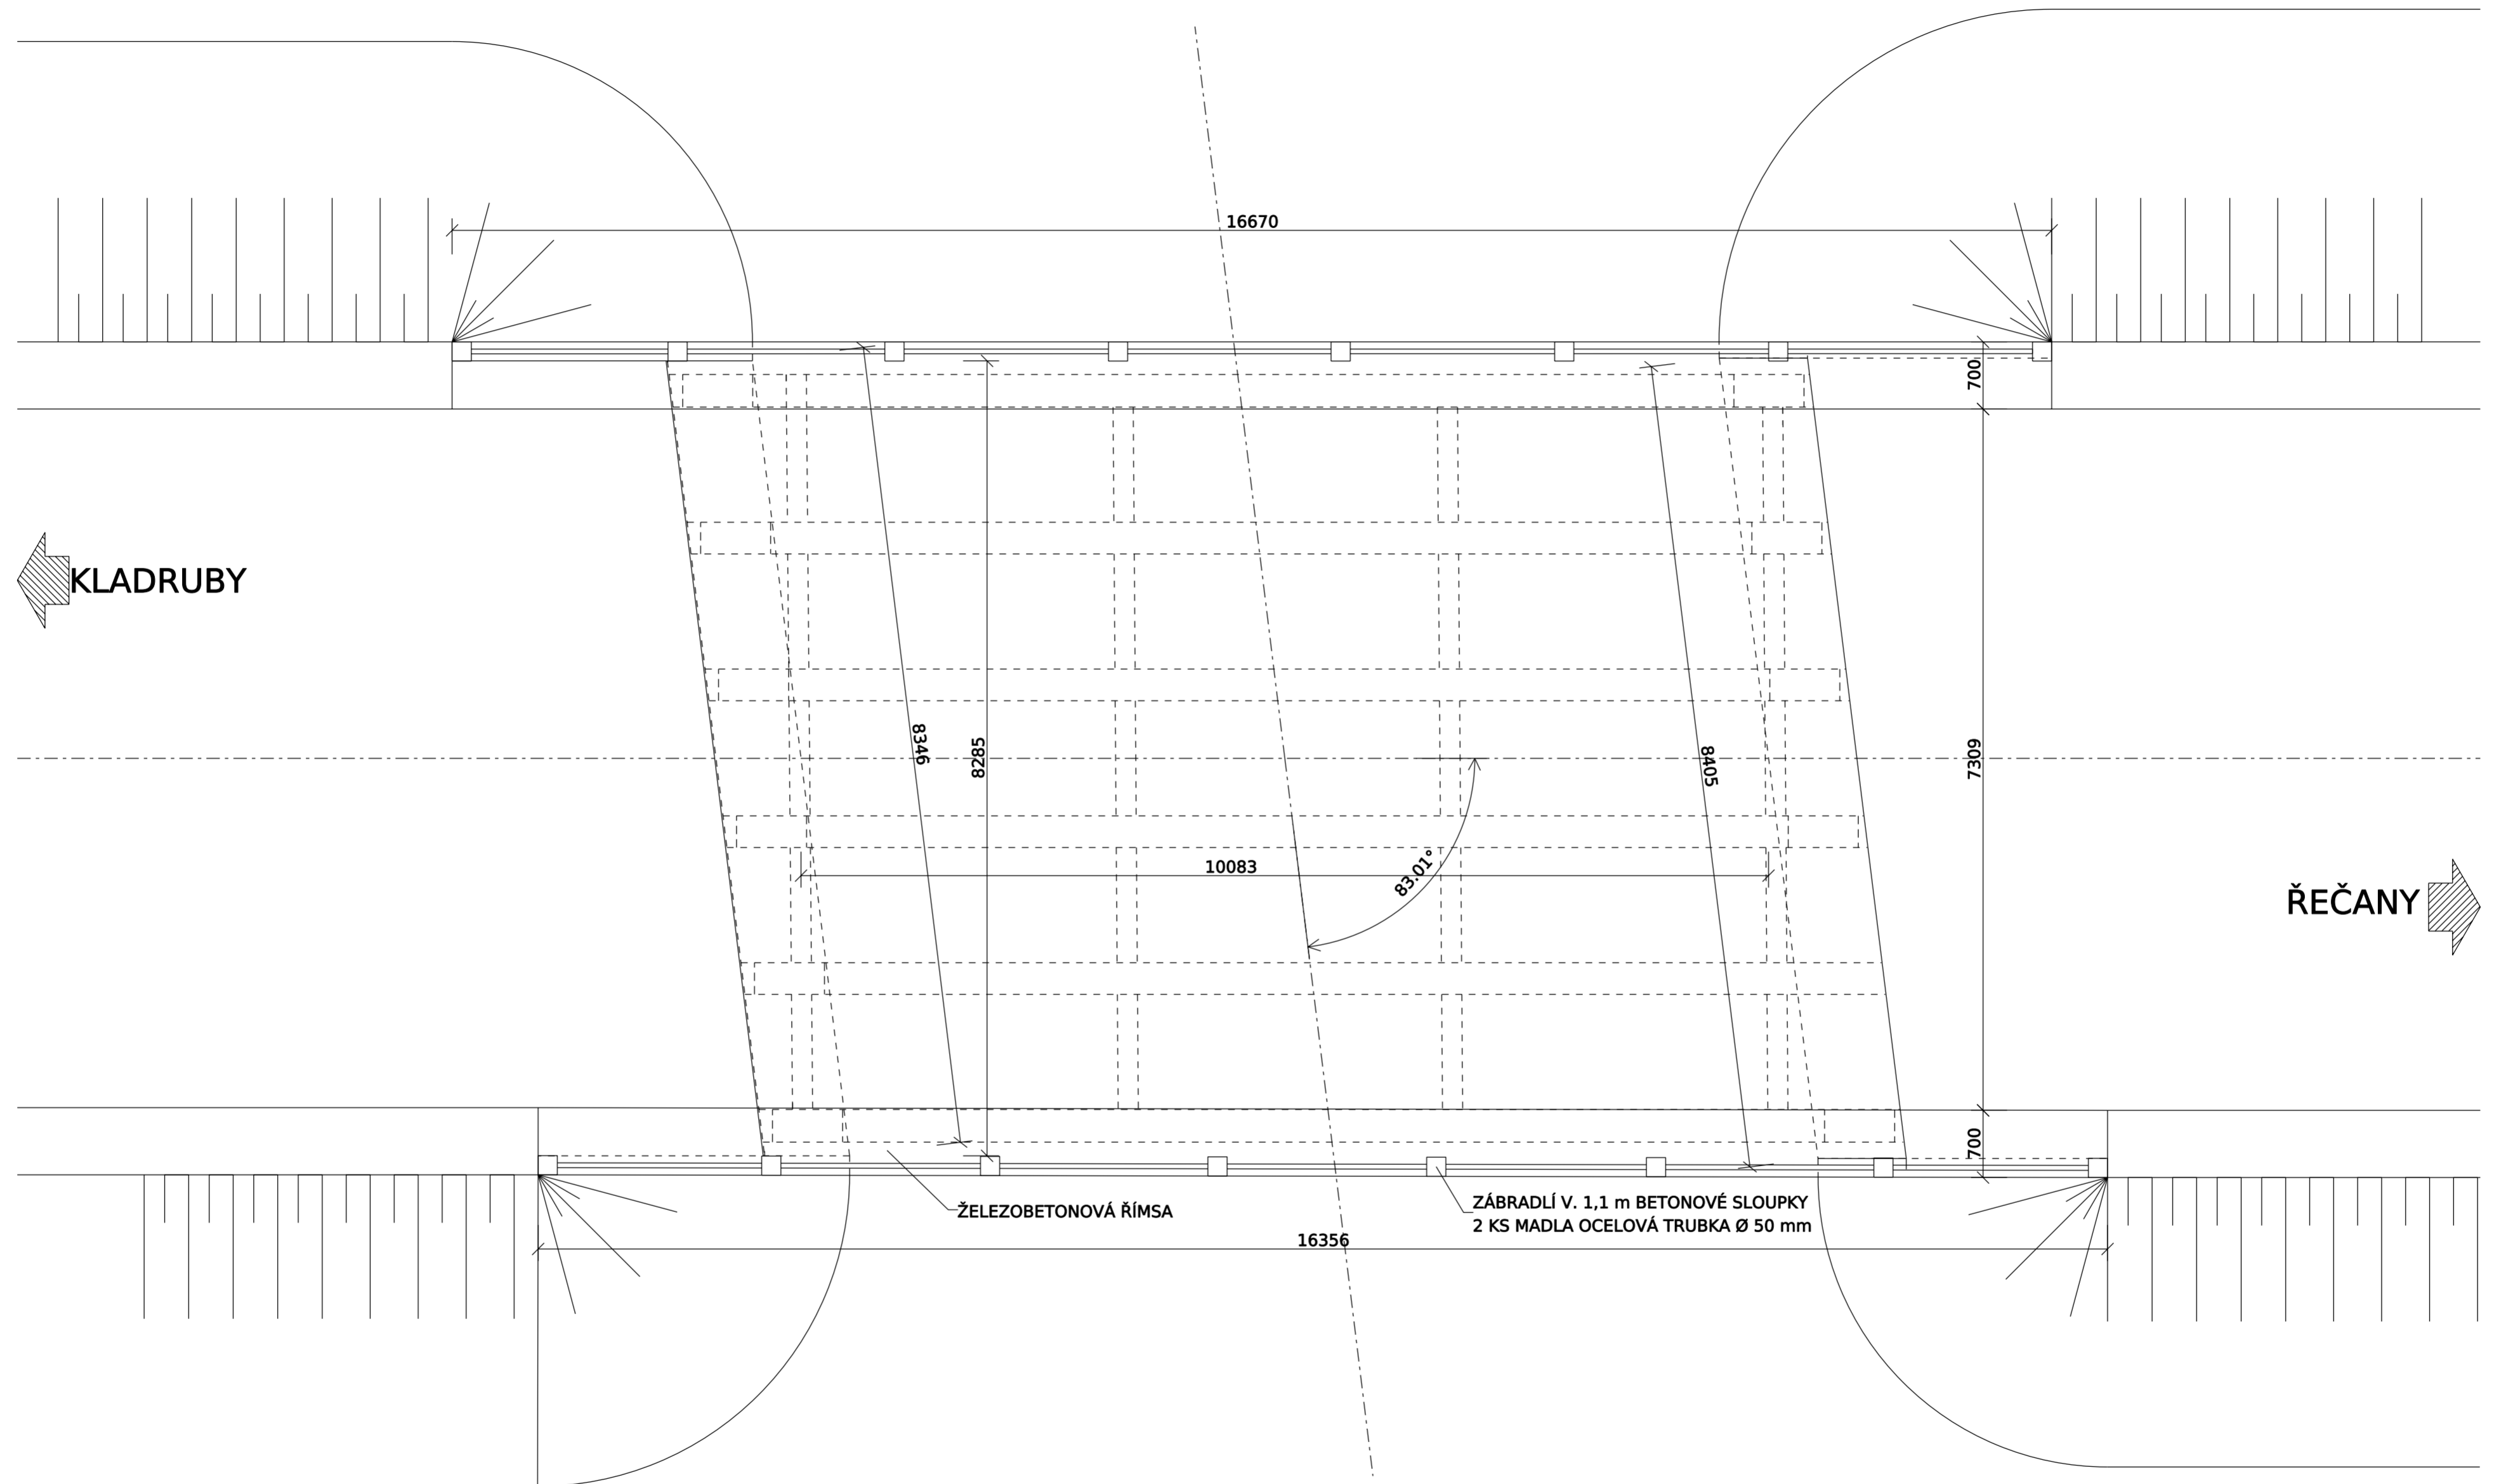 16670
700
KLADRUBY
8346
8285
8405
7309
10083
83.01°
ŘEČANY
700
ŽELEZOBETONOVÁ ŘÍMSA
ZÁBRADLÍ V. 1,1 m BETONOVÉ SLOUPKY
2 KS MADLA OCELOVÁ TRUBKA Ø 50 mm
16356